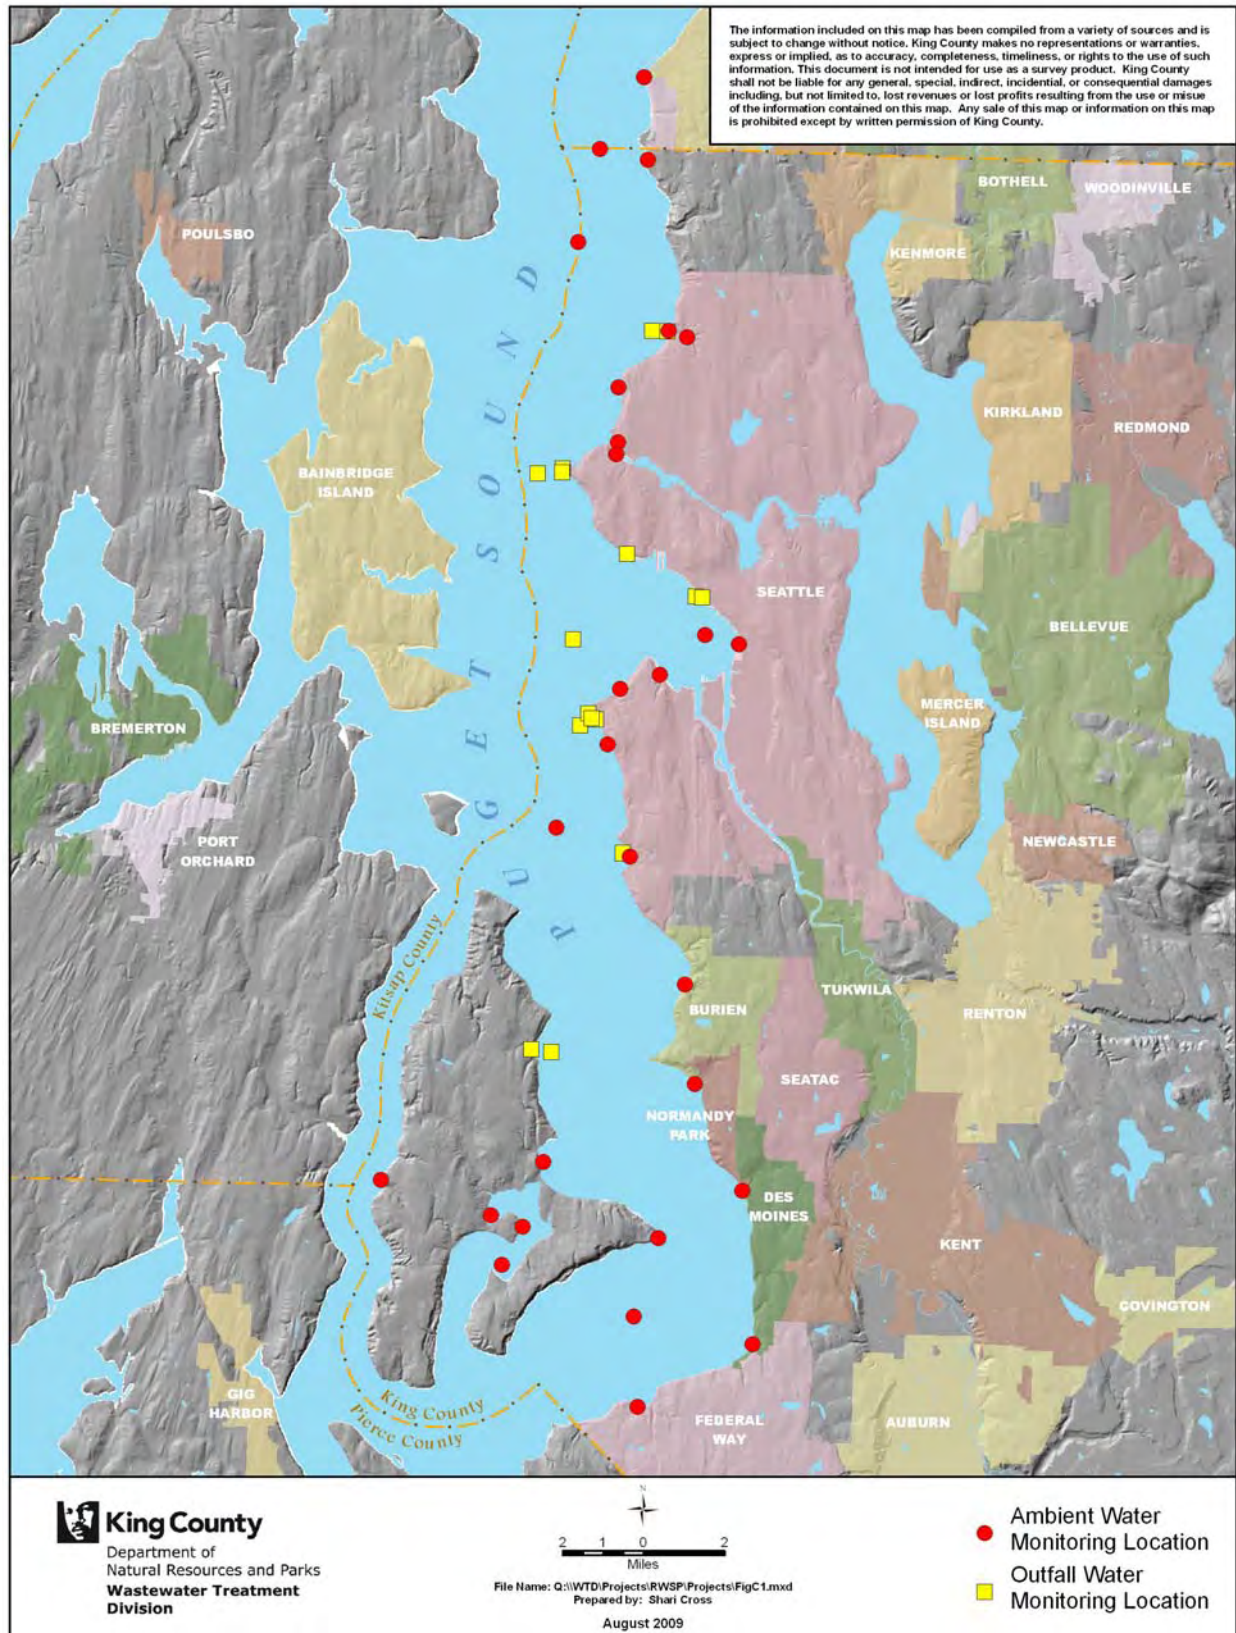 The information included on this map has been compiled from a variety of sources and is
subject to change without notice. King County makes no representations or warranties,
express or implied, as to accuracy, completeness, timeliness, or rights to the use of such
information. This document is not intended for use as a survey product. King County
shall not be liable for any general, special, indirect, incidental, or consequential damages
including, but not limited to, lost revenues or lost profits resulting from the use or misue
of the information contained on this map. Any sale of this map or information on this map
is prohibited except by written permission of King County.
BOTHELL
WOODINVILLE
POULSBO
KENMORE
PUGET SOUND
KIRKLAND
REDMOND
BAINBRIDGE
ISLAND
SEATTLE
BELLEVUE
MERCER
ISLAND
BREMERTON
PORT
ORCHARD
NEWCASTLE
Kitsap County
TUKWILA
BURIEN
RENTON
SEATAC
NORMANDY
PARK
DES
MOINES
KENT
COVINGTON
GIG
HARBOR
King County
Pierce County
FEDERAL
WAY
AUBURN
King County
Department of
Natural Resources and Parks
Wastewater Treatment
Division
N
2 1 0 2
Miles
File Name: Q:\\WTD\Projects\RWSP\Projects\FigC1.mxd
Prepared by: Shari Cross
August 2009
Ambient Water
Monitoring Location
Outfall Water
Monitoring Location